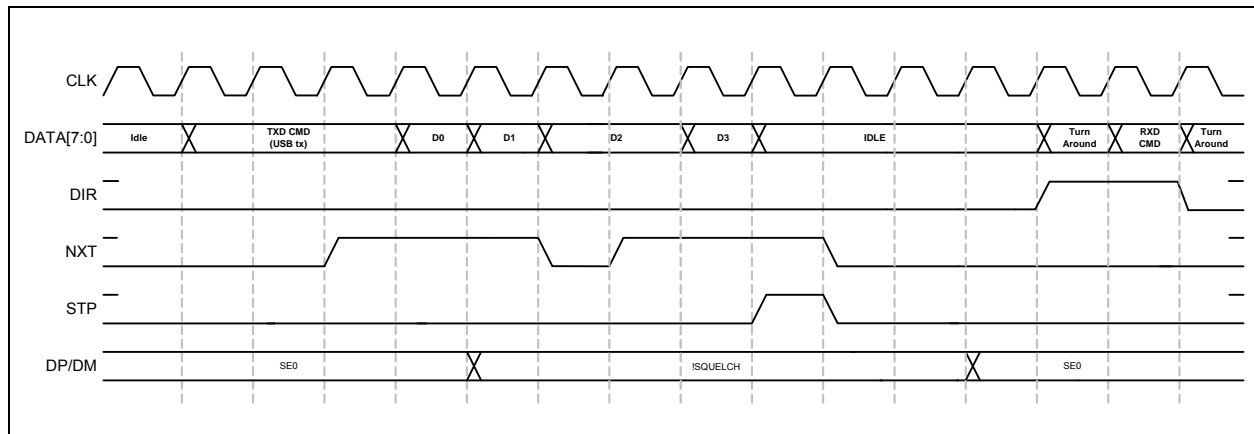 CLK
DATA[7:0]
Idle
TXD CMD
(USB tx)
D0
D1
D2
D3
IDLE
Turn
Around
RXD
CMD
Turn
Around
DIR
NXT
STP
DP/DM
SE0
!SQUELCH
SE0